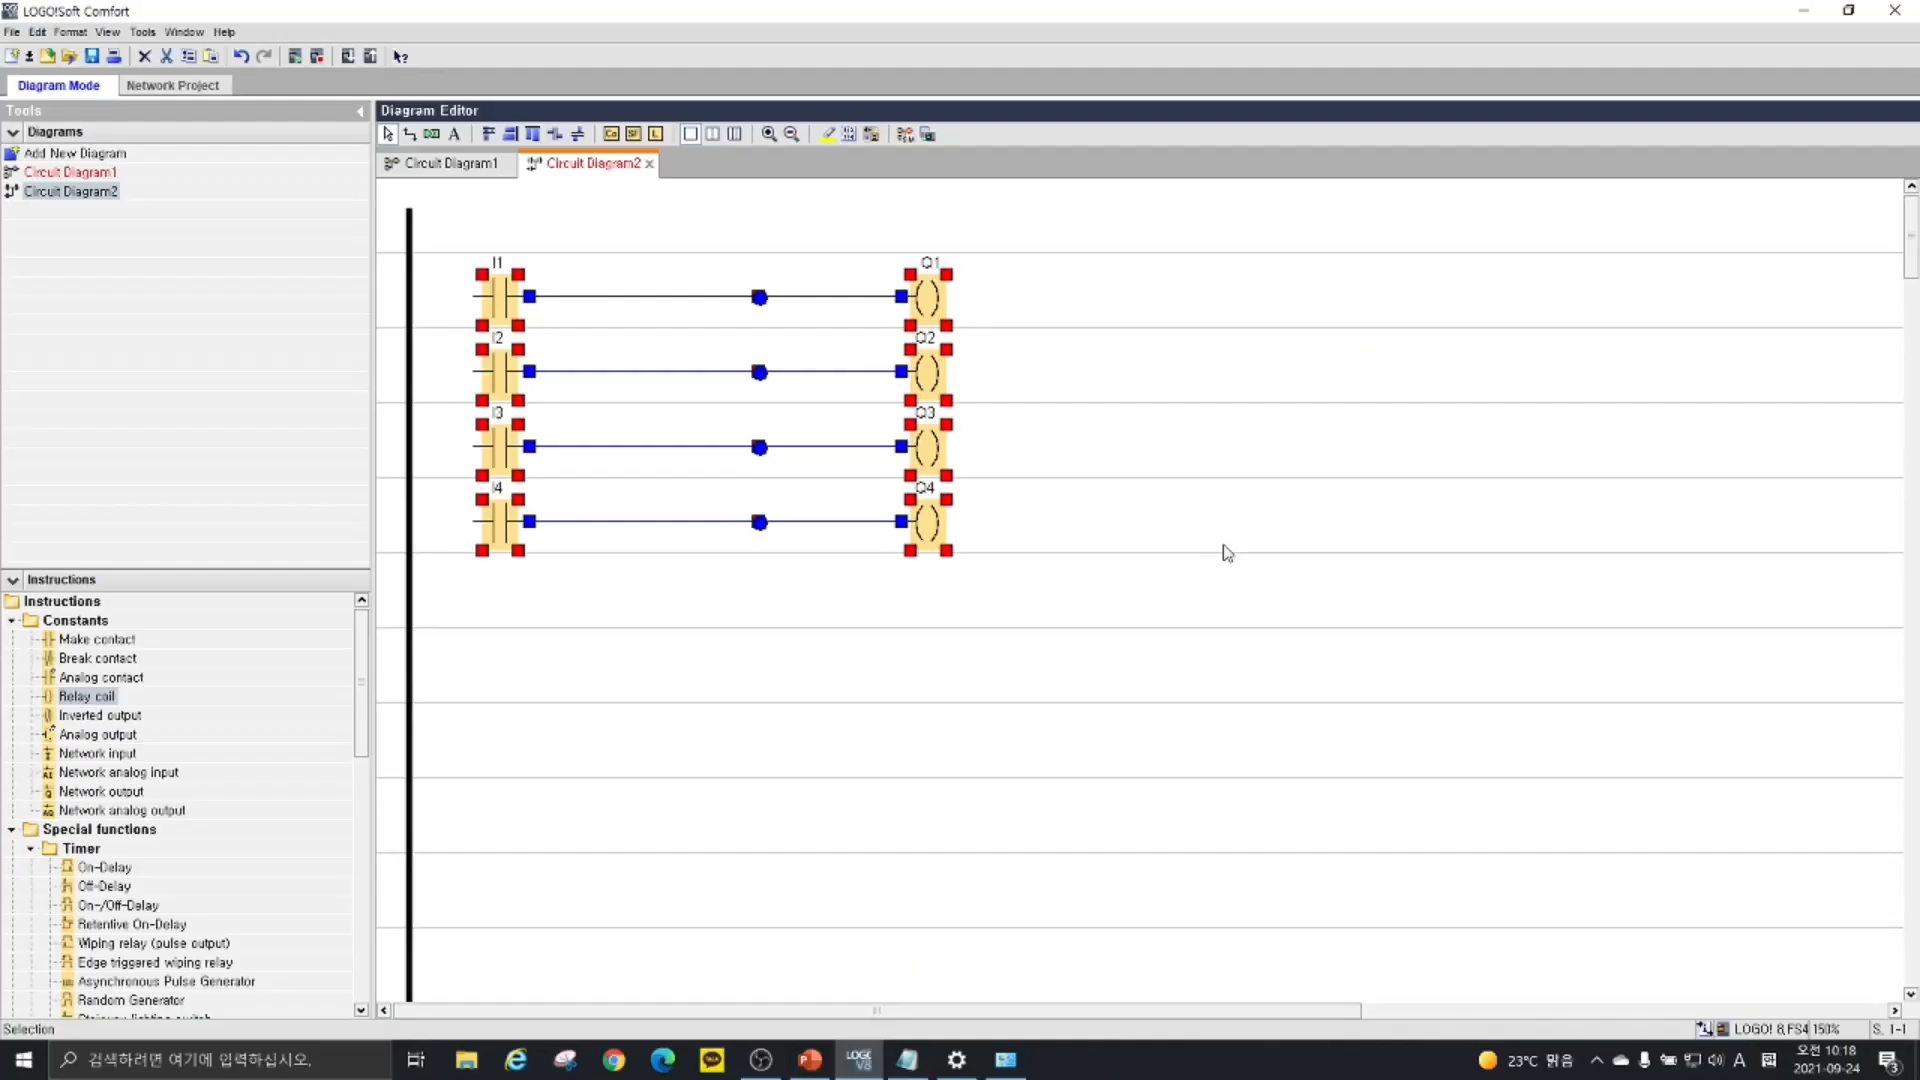 LOGO!Soft Comfort
File Edit Format View Tools Window Help
Diagram Mode Network Project
Tools
Diagram Editor
Diagrams
Add New Diagram
Circuit Diagram1
Circuit Diagram2
Circuit Diagram1 Circuit Diagram2
I1 Q1
I2 Q2
I3 Q3
I4 Q4
Instructions
Instructions
Constants
Make contact
Break contact
Analog contact
Relay coil
Inverted output
Analog output
Network input
Network analog input
Network output
Network analog output
Special functions
Timer
On-Delay
Off-Delay
On-/Off-Delay
Retentive On-Delay
Wiping relay (pulse output)
Edge triggered wiping relay
Asynchronous Pulse Generator
Random Generator
Selection
LOGO! 8.FS4 150% S. 1-1
검색하려면 여기에 입력하십시오.
23°C 맑음
A
오전 10:18
2021-09-24
3